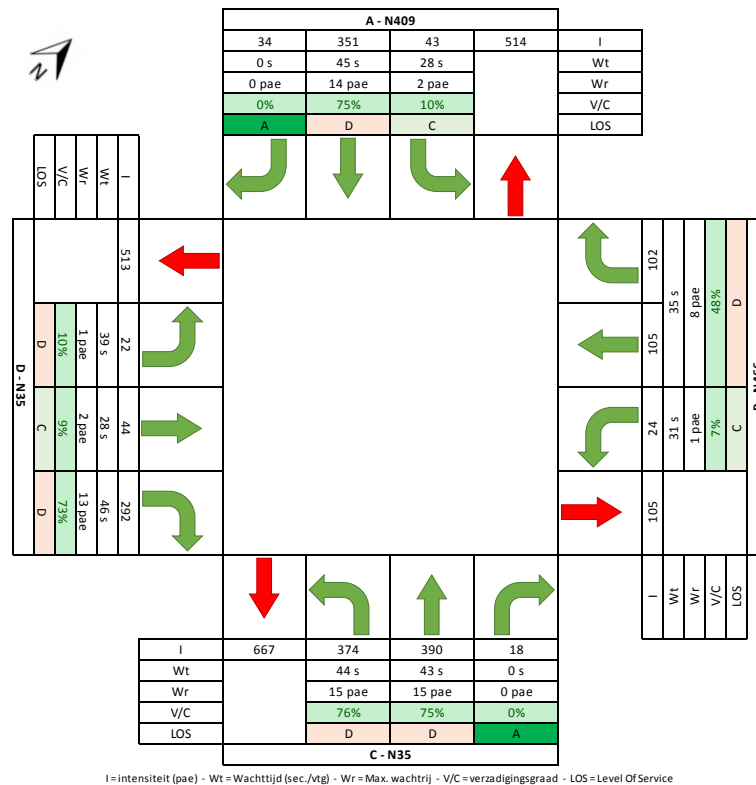 A - N409
34 351 43 514 I
0 s 45 s 28 s Wt
0 pae 14 pae 2 pae Wr
0% 75% 10% V/C
A D C LOS
N
LOS V/C Wr Wt I
513
D 10% 1 pae 39 s 22
C 9% 2 pae 28 s 44
D 73% 13 pae 46 s 292
D - N35
102
35 s 8 pae 48% D
105
24 31 s 1 pae 7% C
105
I Wt Wr V/C LOS
I 667 374 390 18
Wt 44 s 43 s 0 s
Wr 15 pae 15 pae 0 pae
V/C 76% 75% 0%
LOS D D A
C - N35
I = intensiteit (pae) - Wt = Wachttijd (sec./vtg) - Wr = Max. wachtrij - V/C = verzadigingsgraad - LOS = Level Of Service